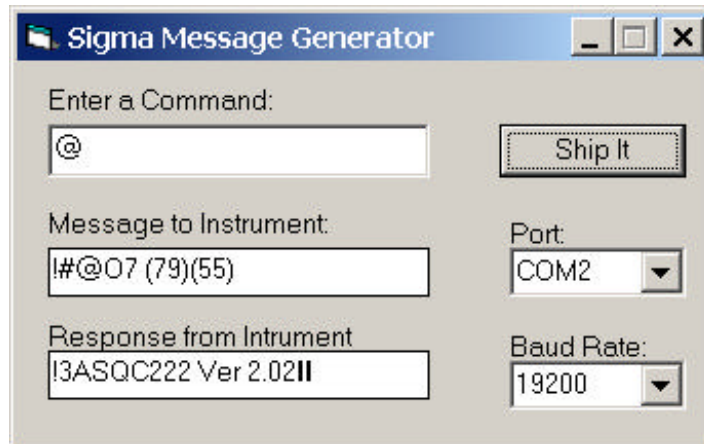 Sigma Message Generator
Enter a Command:
@
Ship It
Message to Instrument:
!#@O7 (79)(55)
Port:
COM2
Response from Intrument
!3ASQC222 Ver 2.02
Baud Rate:
19200